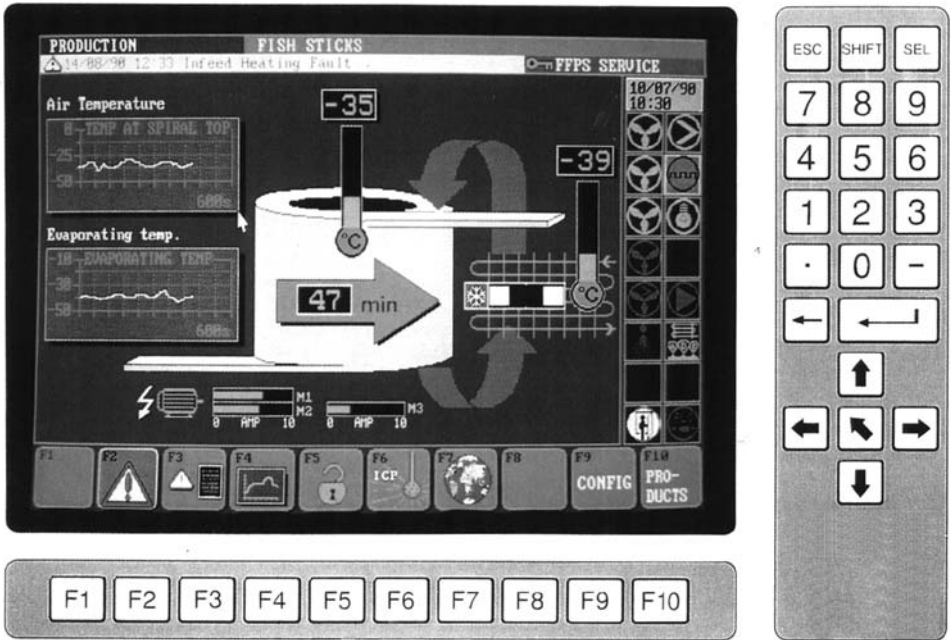 PRODUCTION FISH STICKS
14/08/90 12:33 Infeed Heating Fault
FFPS SERVICE
10/07/90
10:30
Air Temperature
0 TEMP AT SPIRAL TOP
-25
-50
600s
Evaporating temp.
-10 EVAPORATING TEMP
-30
-50
600s
-35
°C
-39
°C
47 min
M1
M2
0 AMP 10
M3
0 AMP 10
F1
F2
F3
F4
F5
F6
ICP
F7
F8
F9
CONFIG
F10
PRO-
DUCTS
F1 F2 F3 F4 F5 F6 F7 F8 F9 F10
ESC SHIFT SEL
7 8 9
4 5 6
1 2 3
. 0 -